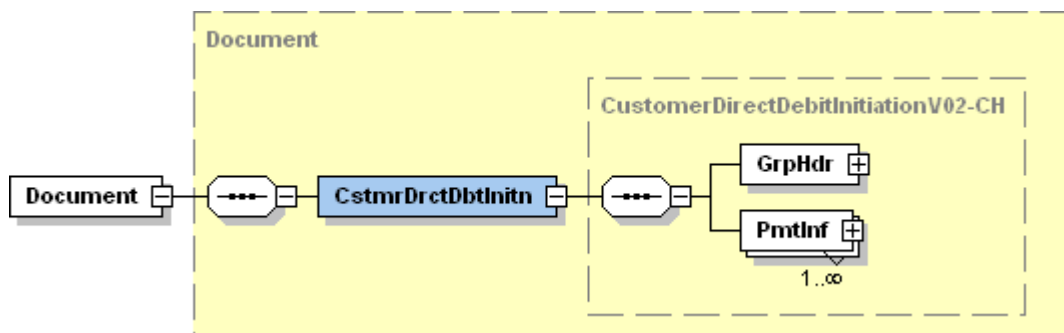 Document
CustomerDirectDebitInitiationV02-CH
GrpHdr
Document
CstmrDrctDbtInitn
PmtInf
1..∞